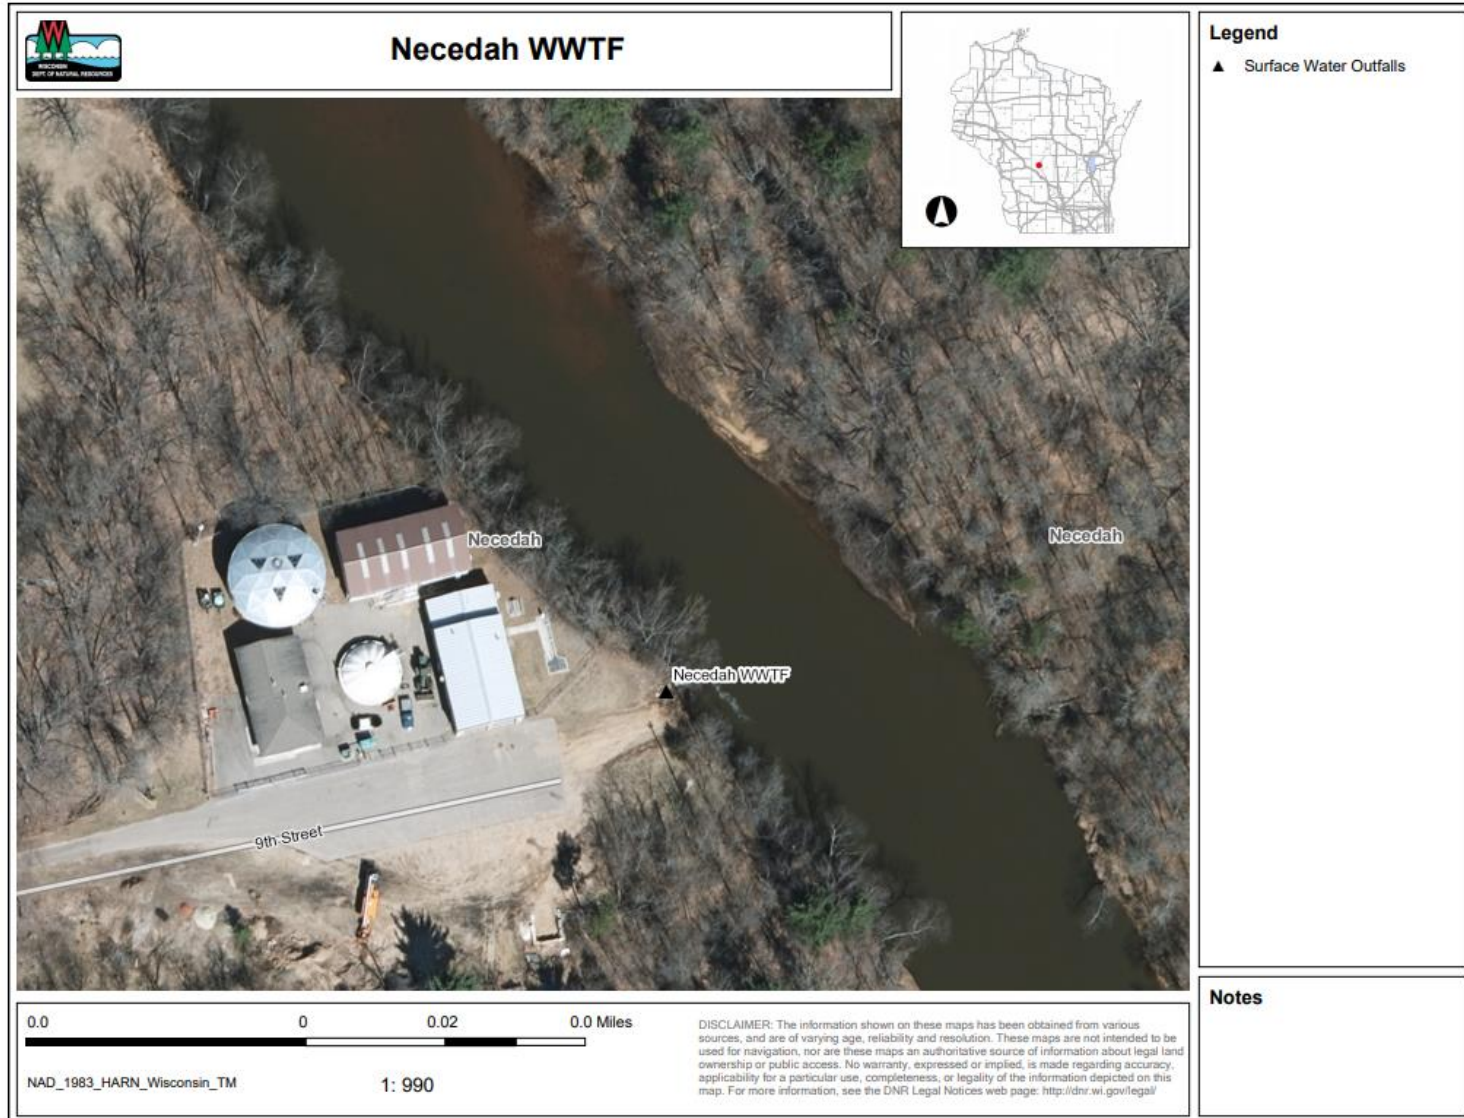 WISCONSIN
DEPT. OF NATURAL RESOURCES
Necedah WWTF
Legend
Surface Water Outfalls
Necedah
Necedah
Necedah WWTF
9th Street
0.0 0 0.02 0.0 Miles
NAD_1983_HARN_Wisconsin_TM
1: 990
DISCLAIMER: The information shown on these maps has been obtained from various
sources, and are of varying age, reliability and resolution. These maps are not intended to be
used for navigation, nor are these maps an authoritative source of information about legal land
ownership or public access. No warranty, expressed or implied, is made regarding accuracy,
applicability for a particular use, completeness, or legality of the information depicted on this
map. For more information, see the DNR Legal Notices web page: http://dnr.wi.gov/legal/
Notes